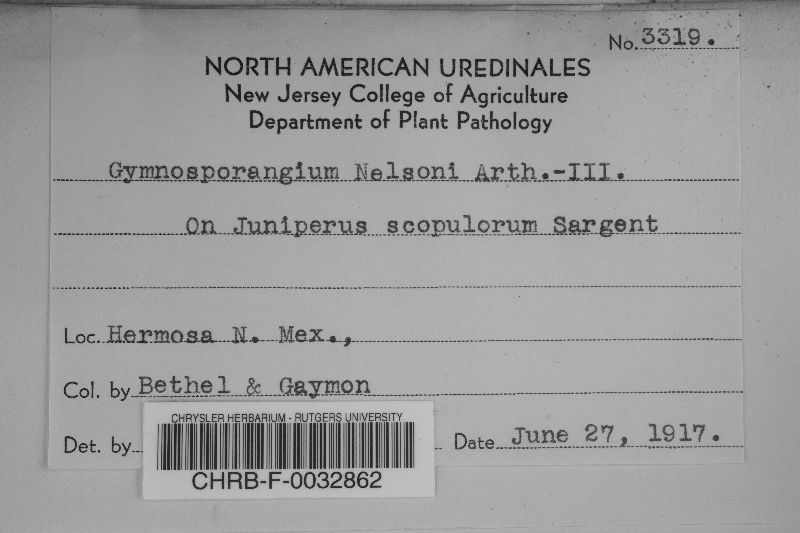 No. 3319.
NORTH AMERICAN UREDINALES
New Jersey College of Agriculture
Department of Plant Pathology
Gymnosporangium Nelsoni Arth.-III.
On Juniperus scopulorum Sargent
Loc. Hermosa N. Mex.,
Col. by Bethel & Gaymon
CHRYSLER HERBARIUM - RUTGERS UNIVERSITY
Det. by
Date June 27, 1917.
CHRB-F-0032862